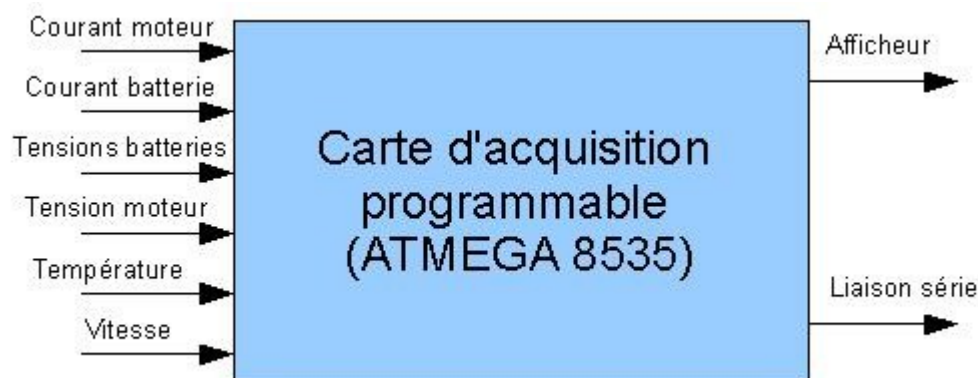 Courant moteur
Courant batterie
Tensions batteries
Tension moteur
Température
Vitesse
Carte d'acquisition
programmable
(ATMEGA 8535)
Afficheur
Liaison série